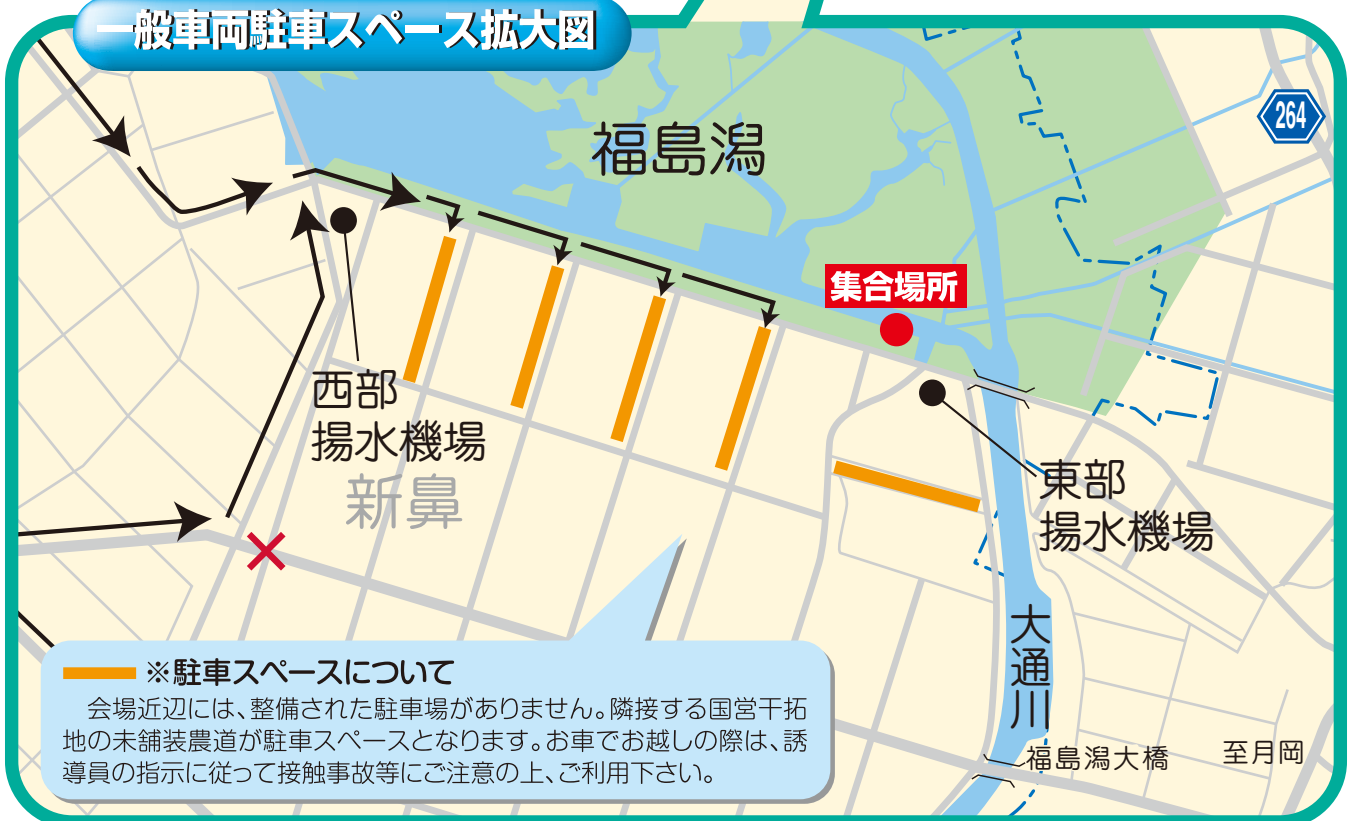 一般車両駐車スペース拡大図
264
福島潟
集合場所
西部
揚水機場
新鼻
東部
揚水機場
大通川
※駐車スペースについて
　会場近辺には、整備された駐車場がありません。隣接する国営干拓
地の未舗装農道が駐車スペースとなります。お車でお越しの際は、誘
導員の指示に従って接触事故等にご注意の上、ご利用下さい。
福島潟大橋
至月岡